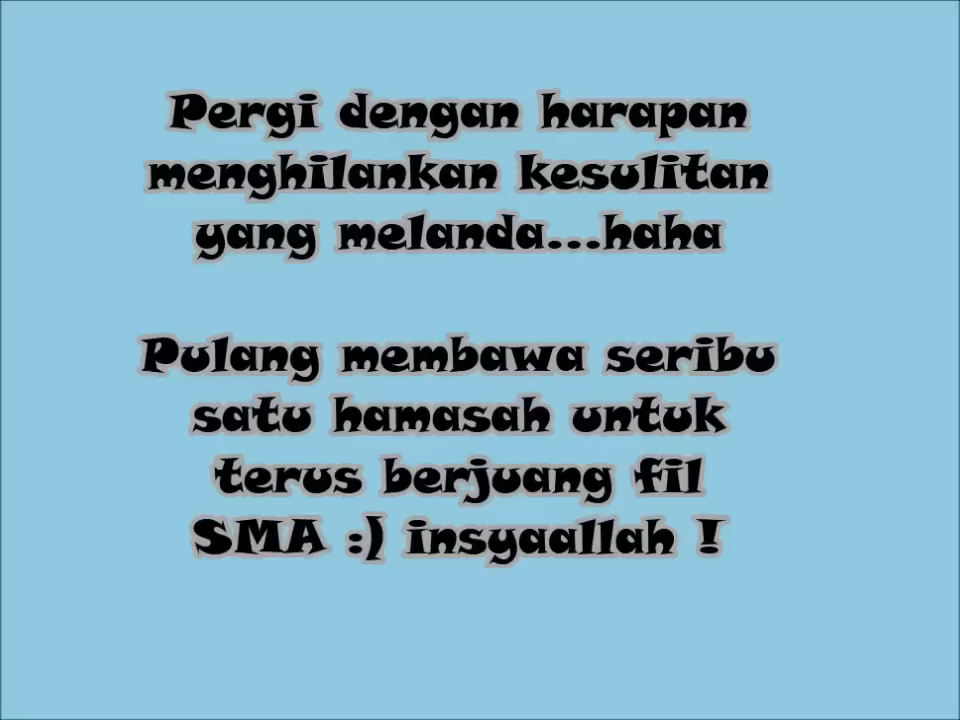 Pergi dengan harapan
menghilankan kesulitan
yang melanda...haha
Pulang membawa seribu
satu hamasah untuk
terus berjuang fil
SMA :) insyaallah !